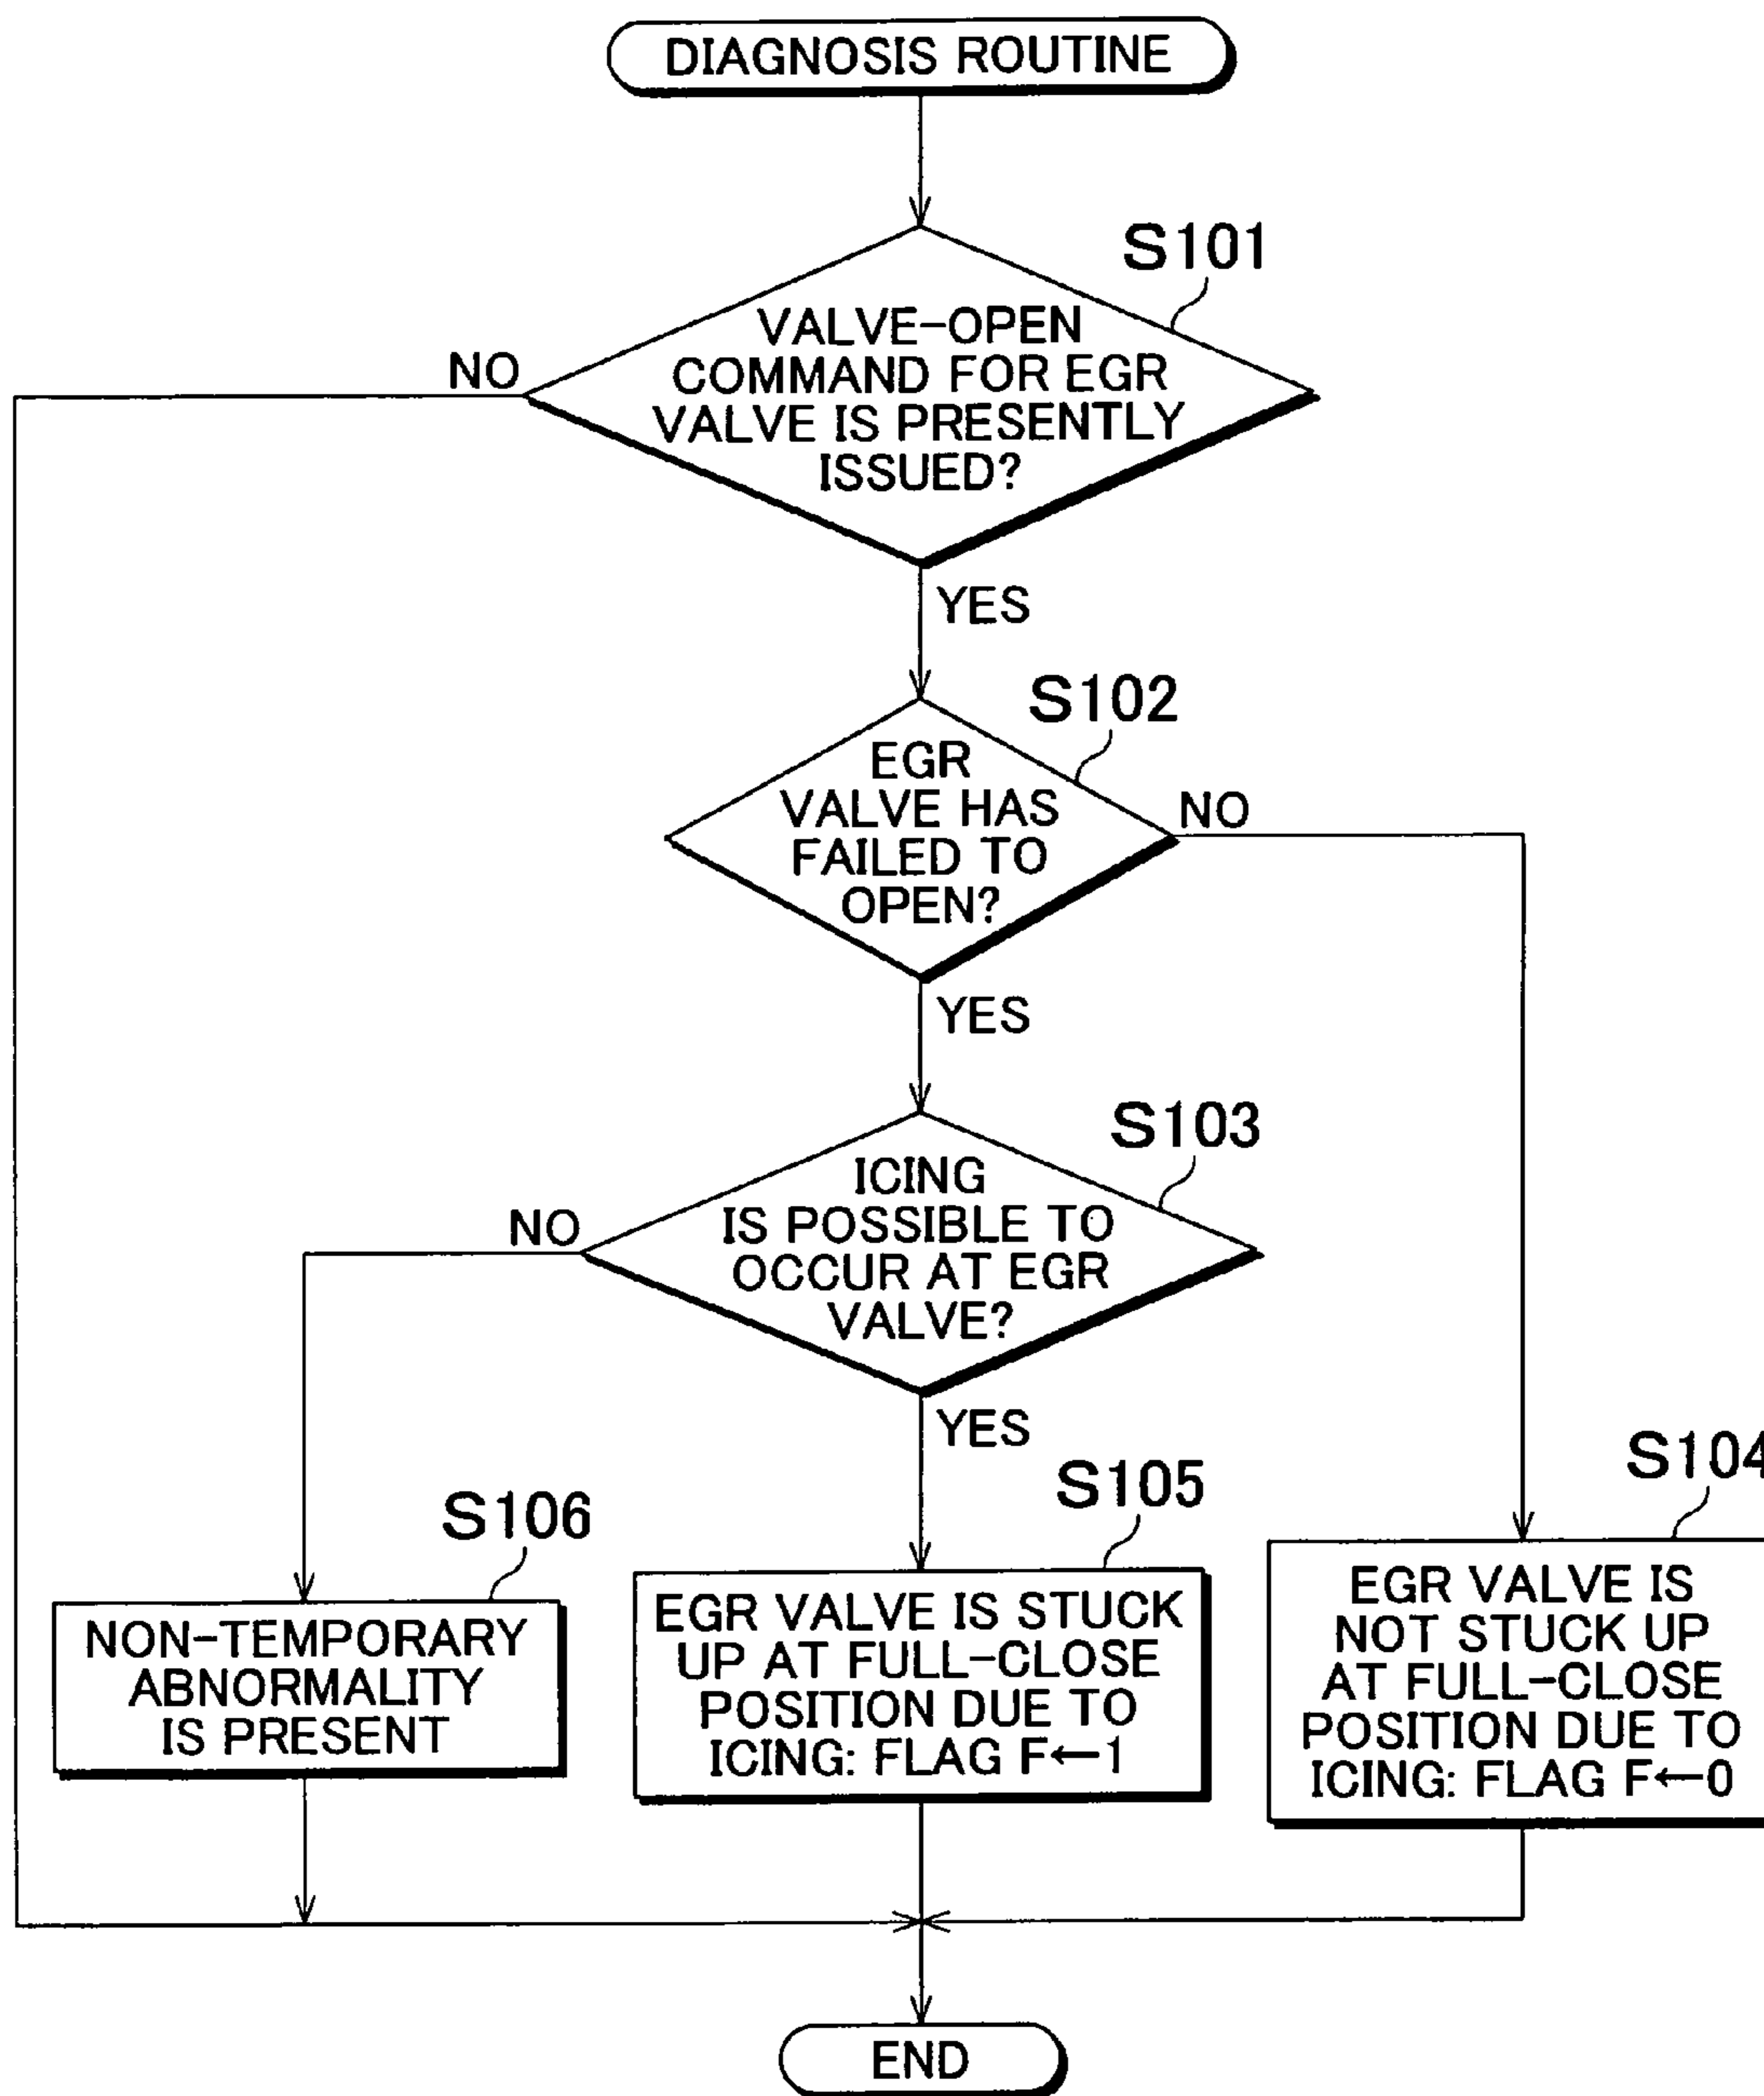 DIAGNOSIS ROUTINE
S101
VALVE-OPEN
COMMAND FOR EGR
VALVE IS PRESENTLY
ISSUED?
NO
YES
S102
EGR
VALVE HAS
FAILED TO
OPEN?
NO
YES
S103
ICING
IS POSSIBLE TO
OCCUR AT EGR
VALVE?
NO
YES
S106
NON-TEMPORARY
ABNORMALITY
IS PRESENT
S105
EGR VALVE IS STUCK
UP AT FULL-CLOSE
POSITION DUE TO
ICING: FLAG F←1
S104
EGR VALVE IS
NOT STUCK UP
AT FULL-CLOSE
POSITION DUE TO
ICING: FLAG F←0
END